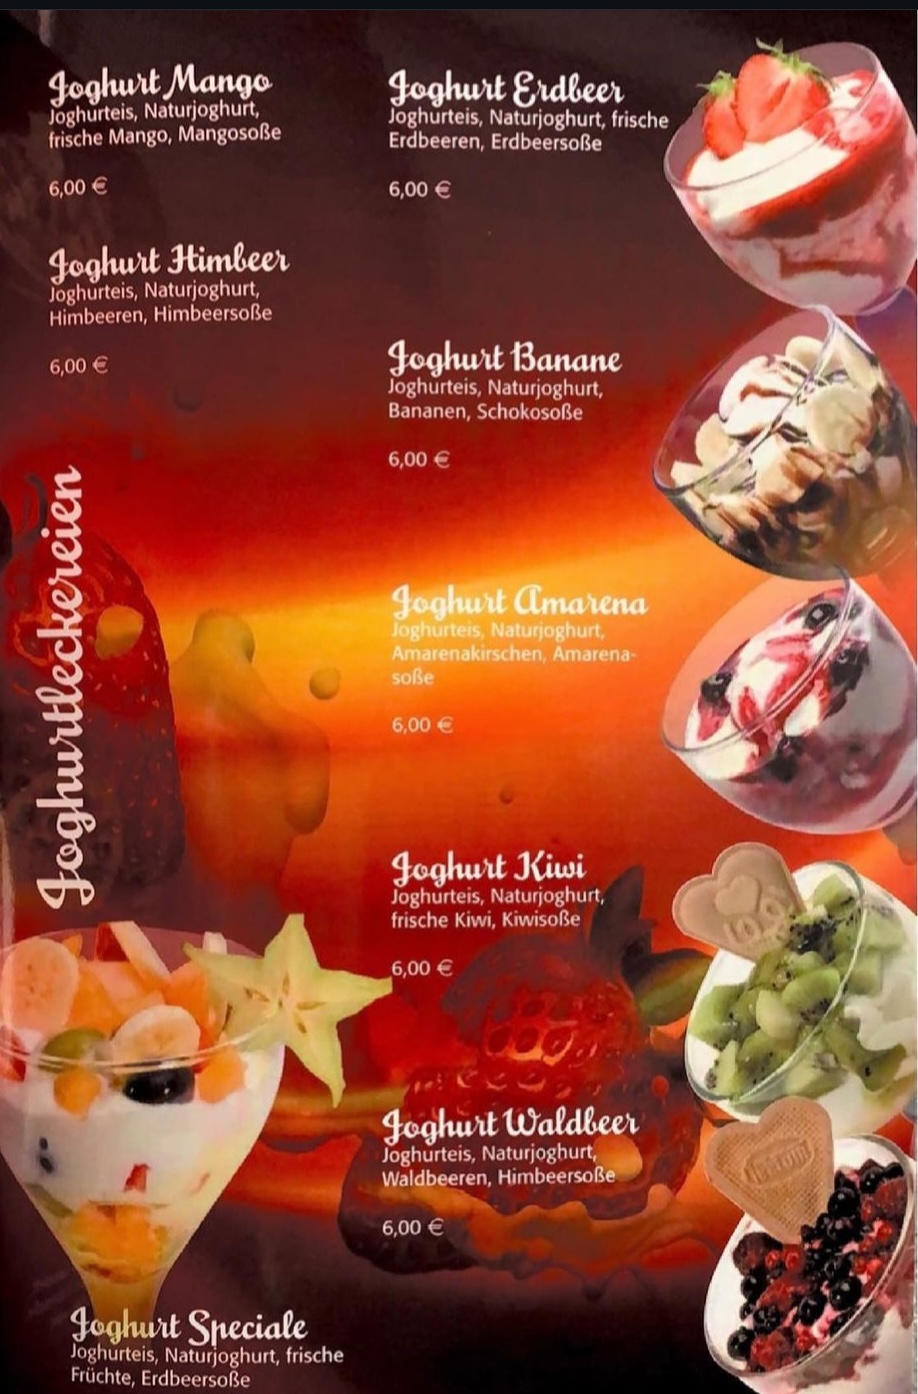 Joghurt Mango
Joghurteis, Naturjoghurt,
frische Mango, Mangosoße
6,00 €
Joghurt Himbeer
Joghurteis, Naturjoghurt,
Himbeeren, Himbeersoße
6,00 €
Joghurtleckereien
Joghurt Erdbeer
Joghurteis, Naturjoghurt, frische
Erdbeeren, Erdbeersoße
6,00 €
Joghurt Banane
Joghurteis, Naturjoghurt,
Bananen, Schokosoße
6,00 €
Joghurt Amarena
Joghurteis, Naturjoghurt,
Amarenakirschen, Amarena-
soße
6,00 €
Joghurt Kiwi
Joghurteis, Naturjoghurt,
frische Kiwi, Kiwisoße
6,00 €
Joghurt Waldbeer
Joghurteis, Naturjoghurt,
Waldbeeren, Himbeersoße
6,00 €
Joghurt Speciale
Joghurteis, Naturjoghurt, frische
Früchte, Erdbeersoße